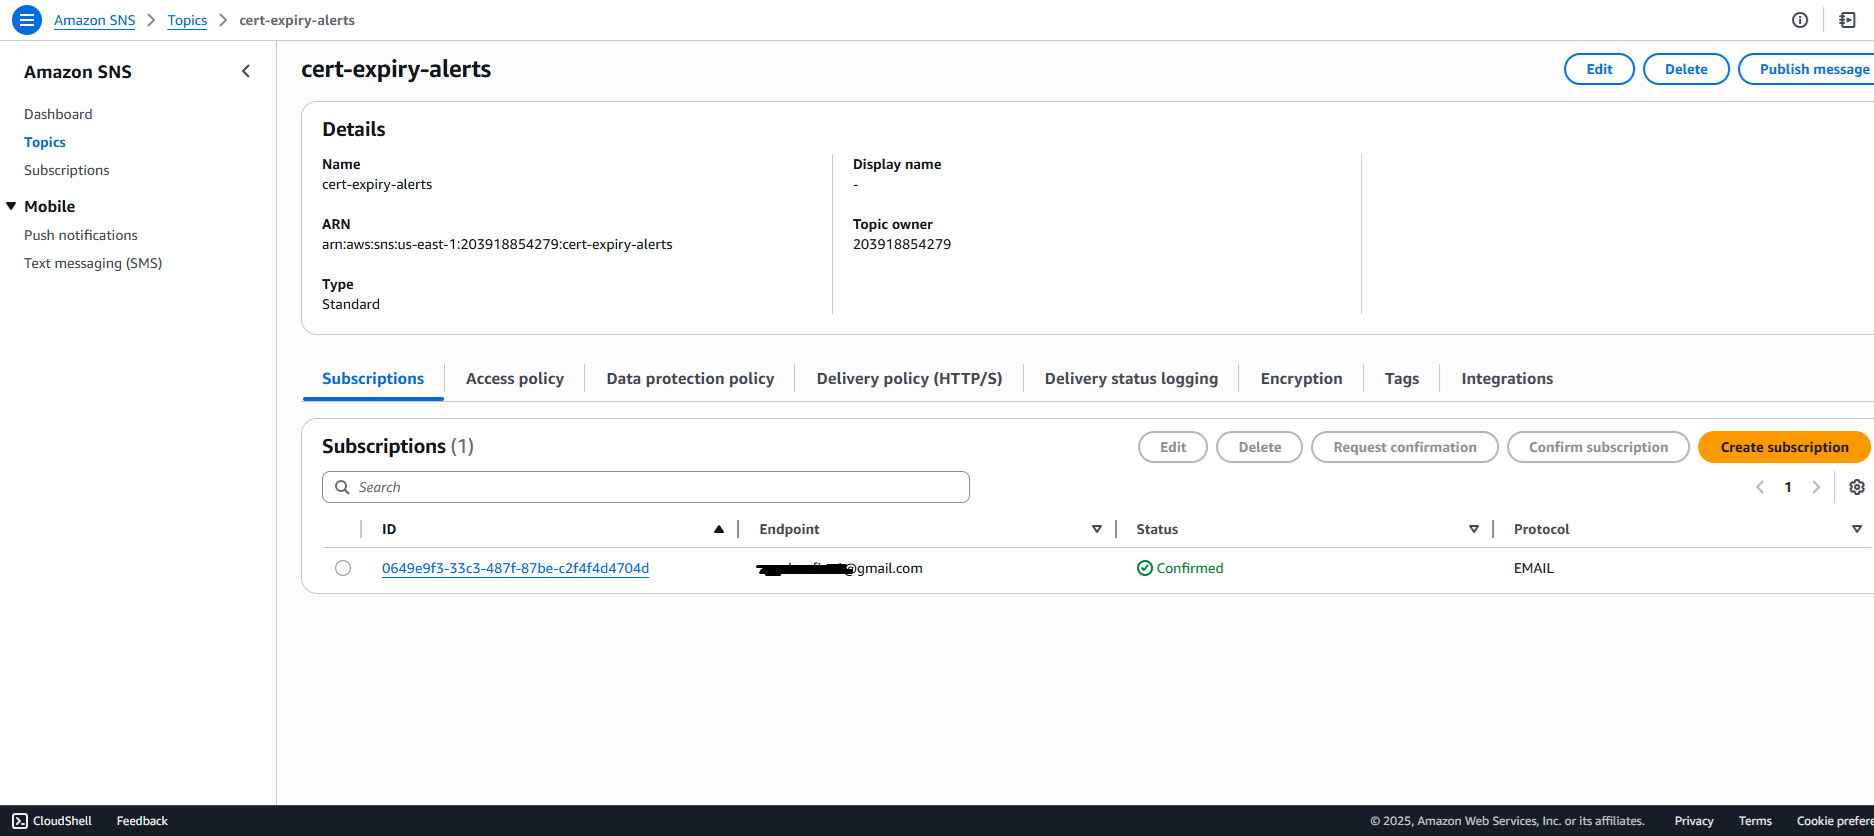 Amazon SNS > Topics > cert-expiry-alerts
Amazon SNS
Dashboard
Topics
Subscriptions
Mobile
Push notifications
Text messaging (SMS)
cert-expiry-alerts
Edit Delete Publish message
Details
Name
cert-expiry-alerts
ARN
arn:aws:sns:us-east-1:203918854279:cert-expiry-alerts
Type
Standard
Display name
-
Topic owner
203918854279
Subscriptions Access policy Data protection policy Delivery policy (HTTP/S) Delivery status logging Encryption Tags Integrations
Subscriptions (1)
Edit Delete Request confirmation Confirm subscription Create subscription
Search
1
ID Endpoint Status Protocol
0649e9f3-33c3-487f-87be-c2f4f4d4704d @gmail.com Confirmed EMAIL
CloudShell Feedback © 2025, Amazon Web Services, Inc. or its affiliates. Privacy Terms Cookie prefere